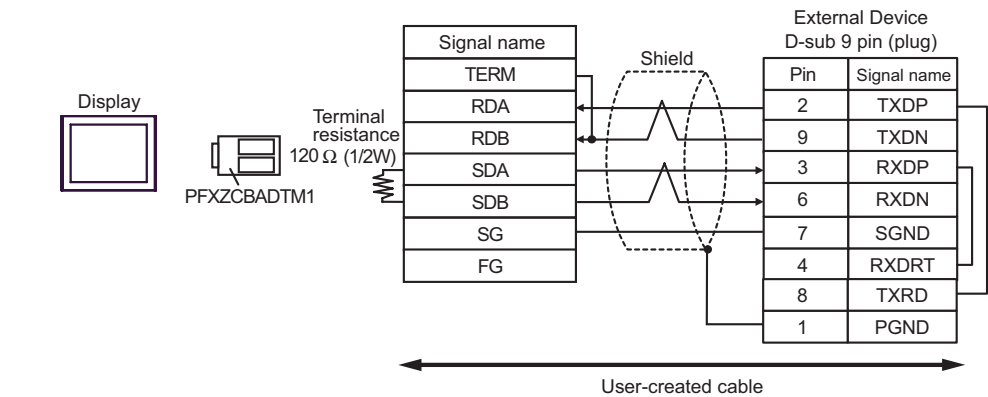 External Device
D-sub 9 pin (plug)
Signal name
Shield
Pin Signal name
TERM
Display
RDA
2 TXDP
Terminal
resistance
120 Ω (1/2W)
RDB
9 TXDN
SDA
3 RXDP
PFXZCBADTM1
SDB
6 RXDN
SG
7 SGND
FG
4 RXDRT
8 TXRD
1 PGND
User-created cable